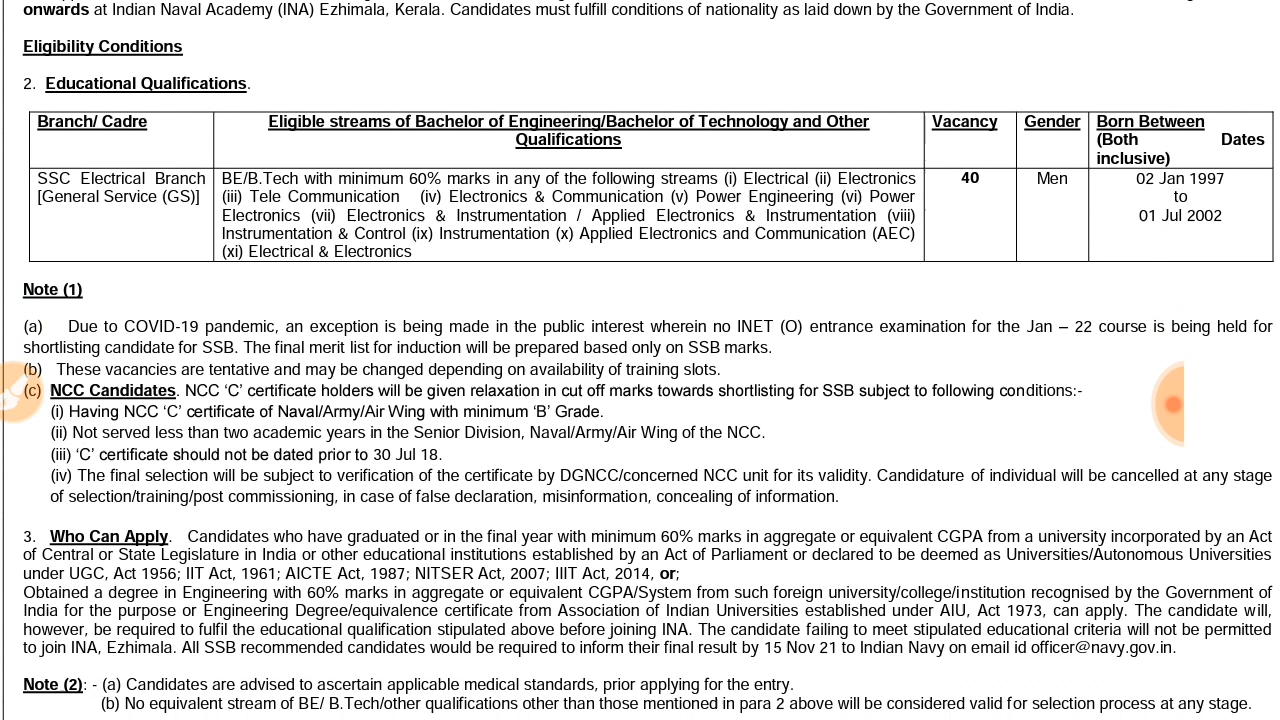 onwards at Indian Naval Academy (INA) Ezhimala, Kerala. Candidates must fulfill conditions of nationality as laid down by the Government of India.
Eligibility Conditions
2. Educational Qualifications.
Branch/ Cadre
Eligible streams of Bachelor of Engineering/Bachelor of Technology and Other
Qualifications
Vacancy
Gender
Born Between
(Both Dates
inclusive)
SSC Electrical Branch
[General Service (GS)]
BE/B.Tech with minimum 60% marks in any of the following streams (i) Electrical (ii) Electronics
(iii) Tele Communication (iv) Electronics & Communication (v) Power Engineering (vi) Power
Electronics (vii) Electronics & Instrumentation / Applied Electronics & Instrumentation (viii)
Instrumentation & Control (ix) Instrumentation (x) Applied Electronics and Communication (AEC)
(xi) Electrical & Electronics
40
Men
02 Jan 1997
to
01 Jul 2002
Note (1)
(a) Due to COVID-19 pandemic, an exception is being made in the public interest wherein no INET (O) entrance examination for the Jan – 22 course is being held for
shortlisting candidate for SSB. The final merit list for induction will be prepared based only on SSB marks.
(b) These vacancies are tentative and may be changed depending on availability of training slots.
(c) NCC Candidates. NCC ‘C’ certificate holders will be given relaxation in cut off marks towards shortlisting for SSB subject to following conditions:-
(i) Having NCC ‘C’ certificate of Naval/Army/Air Wing with minimum ‘B’ Grade.
(ii) Not served less than two academic years in the Senior Division, Naval/Army/Air Wing of the NCC.
(iii) ‘C’ certificate should not be dated prior to 30 Jul 18.
(iv) The final selection will be subject to verification of the certificate by DGNCC/concerned NCC unit for its validity. Candidature of individual will be cancelled at any stage
of selection/training/post commissioning, in case of false declaration, misinformation, concealing of information.
3. Who Can Apply. Candidates who have graduated or in the final year with minimum 60% marks in aggregate or equivalent CGPA from a university incorporated by an Act
of Central or State Legislature in India or other educational institutions established by an Act of Parliament or declared to be deemed as Universities/Autonomous Universities
under UGC, Act 1956; IIT Act, 1961; AICTE Act, 1987; NITSER Act, 2007; IIIT Act, 2014, or;
Obtained a degree in Engineering with 60% marks in aggregate or equivalent CGPA/System from such foreign university/college/institution recognised by the Government of
India for the purpose or Engineering Degree/equivalence certificate from Association of Indian Universities established under AIU, Act 1973, can apply. The candidate will,
however, be required to fulfil the educational qualification stipulated above before joining INA. The candidate failing to meet stipulated educational criteria will not be permitted
to join INA, Ezhimala. All SSB recommended candidates would be required to inform their final result by 15 Nov 21 to Indian Navy on email id officer@navy.gov.in.
Note (2): - (a) Candidates are advised to ascertain applicable medical standards, prior applying for the entry.
(b) No equivalent stream of BE/ B.Tech/other qualifications other than those mentioned in para 2 above will be considered valid for selection process at any stage.